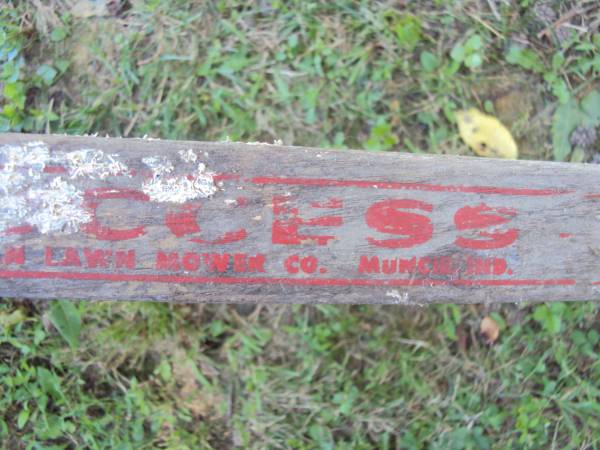 CCESS
N LAWN MOWER CO. MUNCIE, IND.